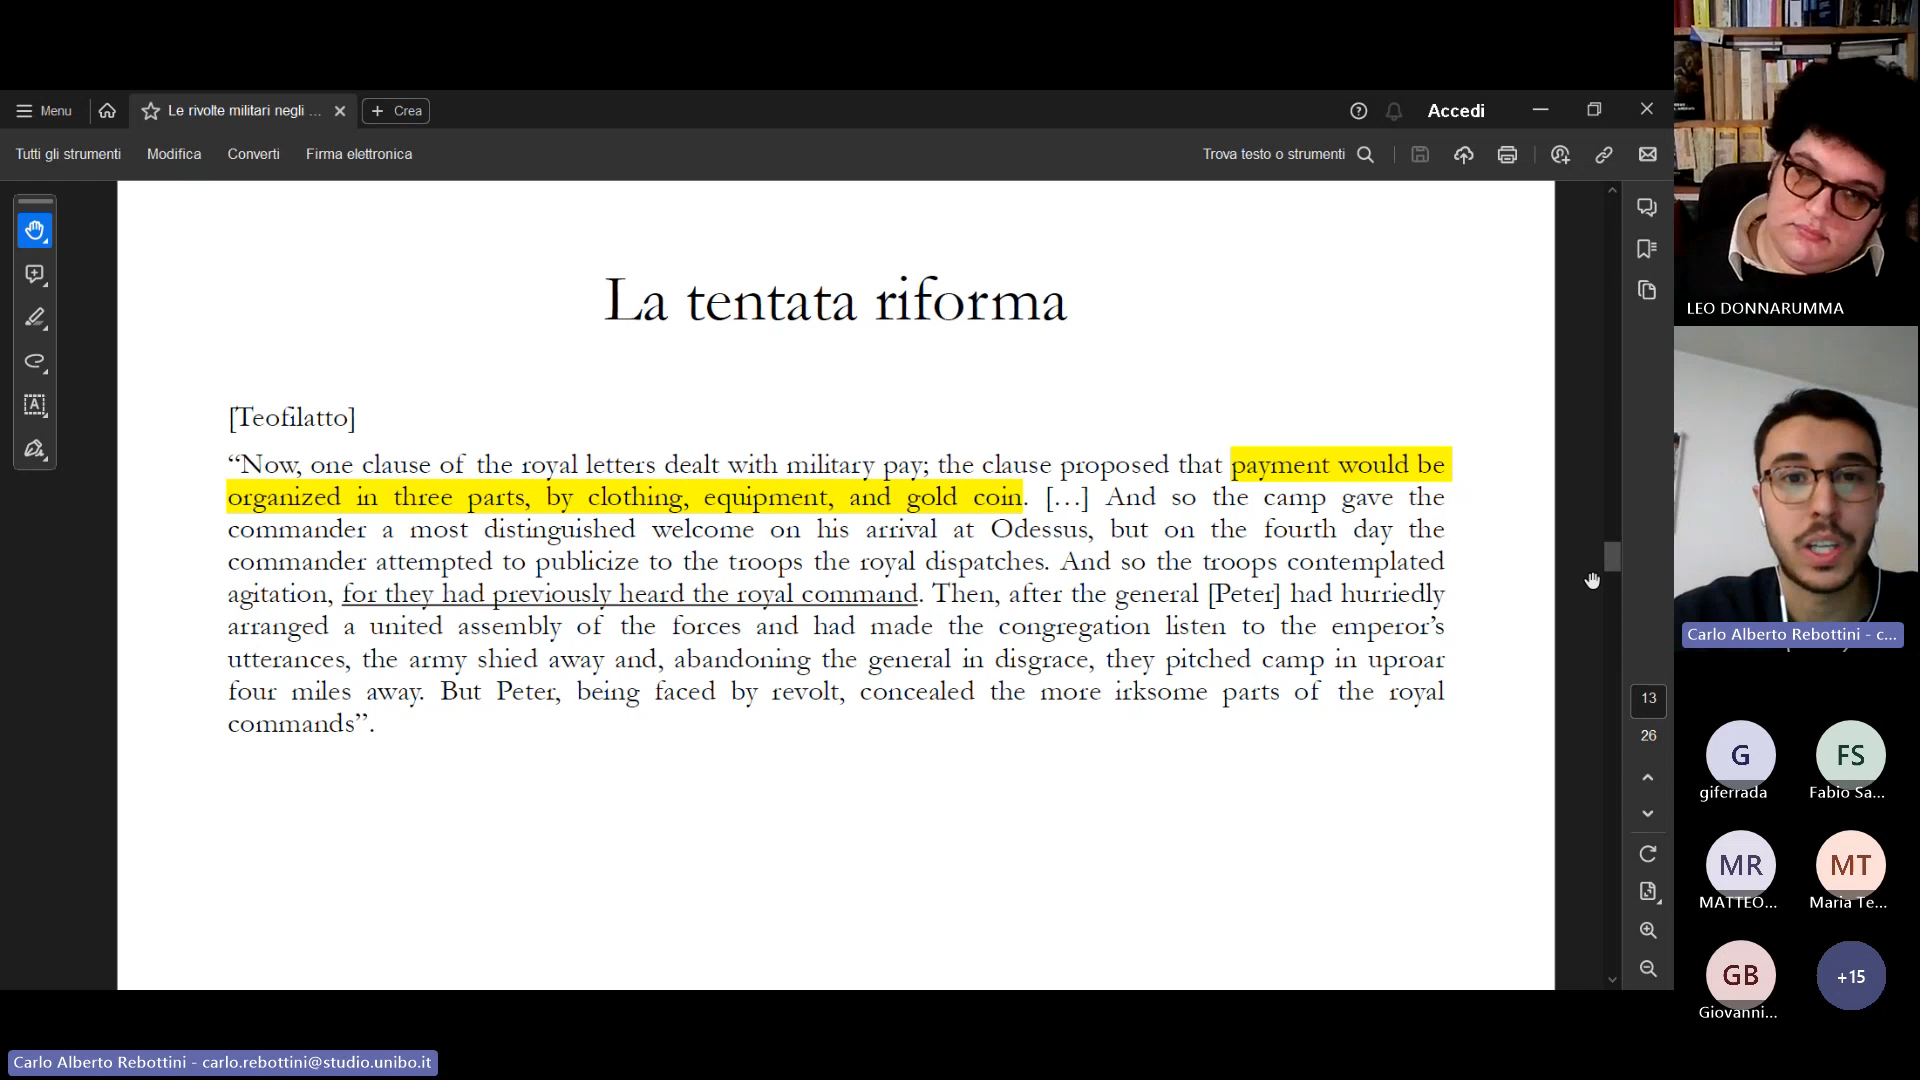 Menu
Le rivolte militari negli ...
Crea
Accedi
Tutti gli strumenti
Modifica
Converti
Firma elettronica
Trova testo o strumenti
La tentata riforma
[Teofilatto]
“Now, one clause of the royal letters dealt with military pay; the clause proposed that payment would be
organized in three parts, by clothing, equipment, and gold coin. […] And so the camp gave the
commander a most distinguished welcome on his arrival at Odessus, but on the fourth day the
commander attempted to publicize to the troops the royal dispatches. And so the troops contemplated
agitation, for they had previously heard the royal command. Then, after the general [Peter] had hurriedly
arranged a united assembly of the forces and had made the congregation listen to the emperor’s
utterances, the army shied away and, abandoning the general in disgrace, they pitched camp in uproar
four miles away. But Peter, being faced by revolt, concealed the more irksome parts of the royal
commands”.
13
26
LEO DONNARUMMA
Carlo Alberto Rebottini - c...
G
giferrada
FS
Fabio Sa...
MR
MATTEO...
MT
Maria Te...
GB
Giovanni...
+15
Carlo Alberto Rebottini - carlo.rebottini@studio.unibo.it